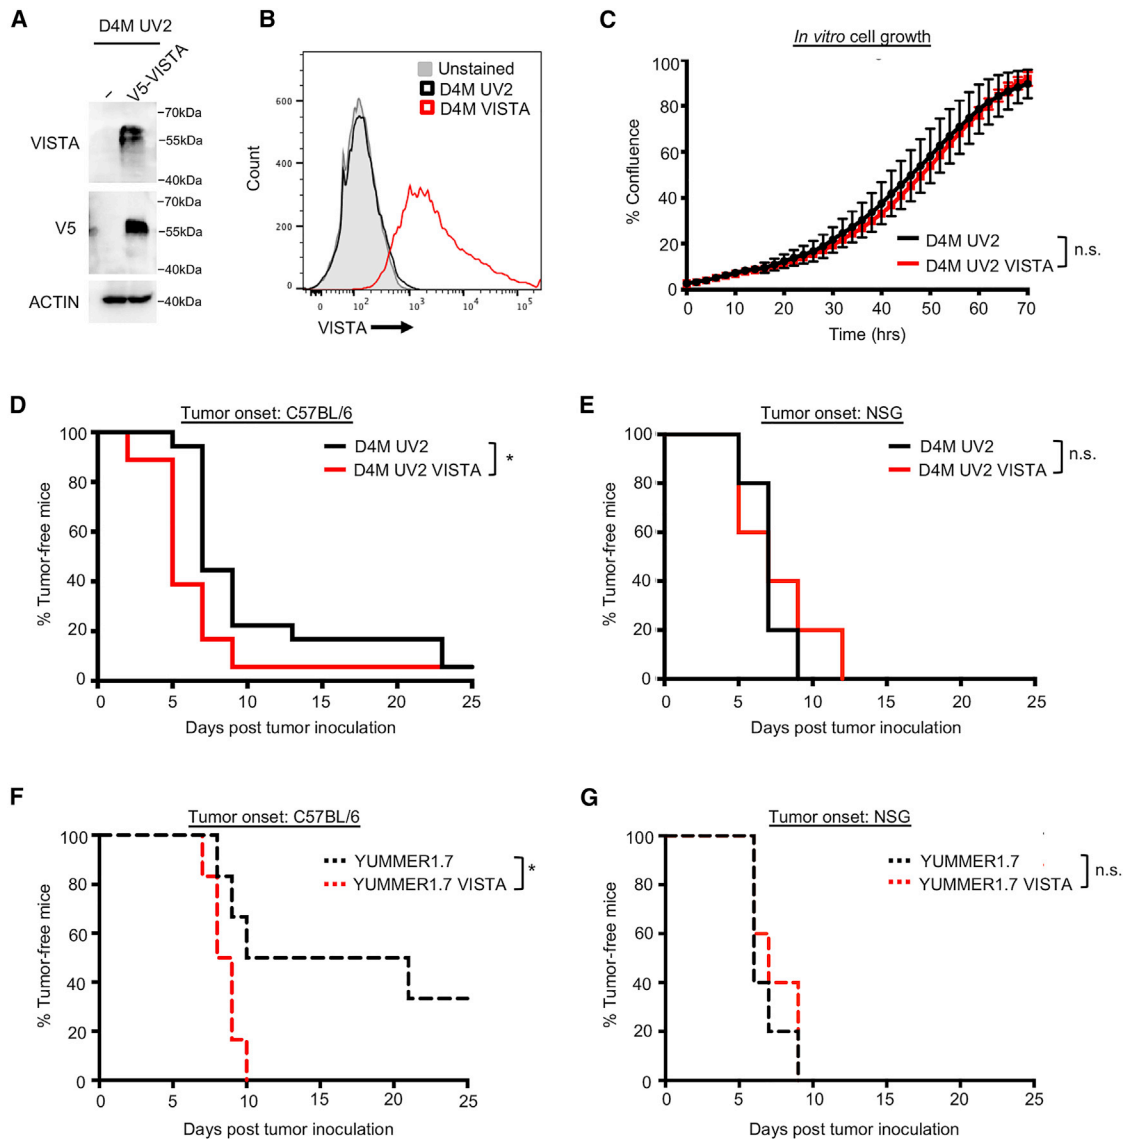 A
D4M UV2
–
V5-VISTA
VISTA
–70kDa
–55kDa
–40kDa
V5
–70kDa
–55kDa
–40kDa
ACTIN
–40kDa
B
Unstained
D4M UV2
D4M VISTA
Count
600
400
200
0
0
10²
10³
10⁴
10⁵
VISTA
C
In vitro cell growth
% Confluence
100
80
60
40
20
0
D4M UV2
D4M UV2 VISTA
n.s.
0 10 20 30 40 50 60 70
Time (hrs)
D
Tumor onset: C57BL/6
% Tumor-free mice
100
80
60
40
20
0
D4M UV2
D4M UV2 VISTA
*
0 5 10 15 20 25
Days post tumor inoculation
E
Tumor onset: NSG
% Tumor-free mice
100
80
60
40
20
0
D4M UV2
D4M UV2 VISTA
n.s.
0 5 10 15 20 25
Days post tumor inoculation
F
Tumor onset: C57BL/6
% Tumor-free mice
100
80
60
40
20
0
YUMMER1.7
YUMMER1.7 VISTA
*
0 5 10 15 20 25
Days post tumor inoculation
G
Tumor onset: NSG
% Tumor-free mice
100
80
60
40
20
0
YUMMER1.7
YUMMER1.7 VISTA
n.s.
0 5 10 15 20 25
Days post tumor inoculation